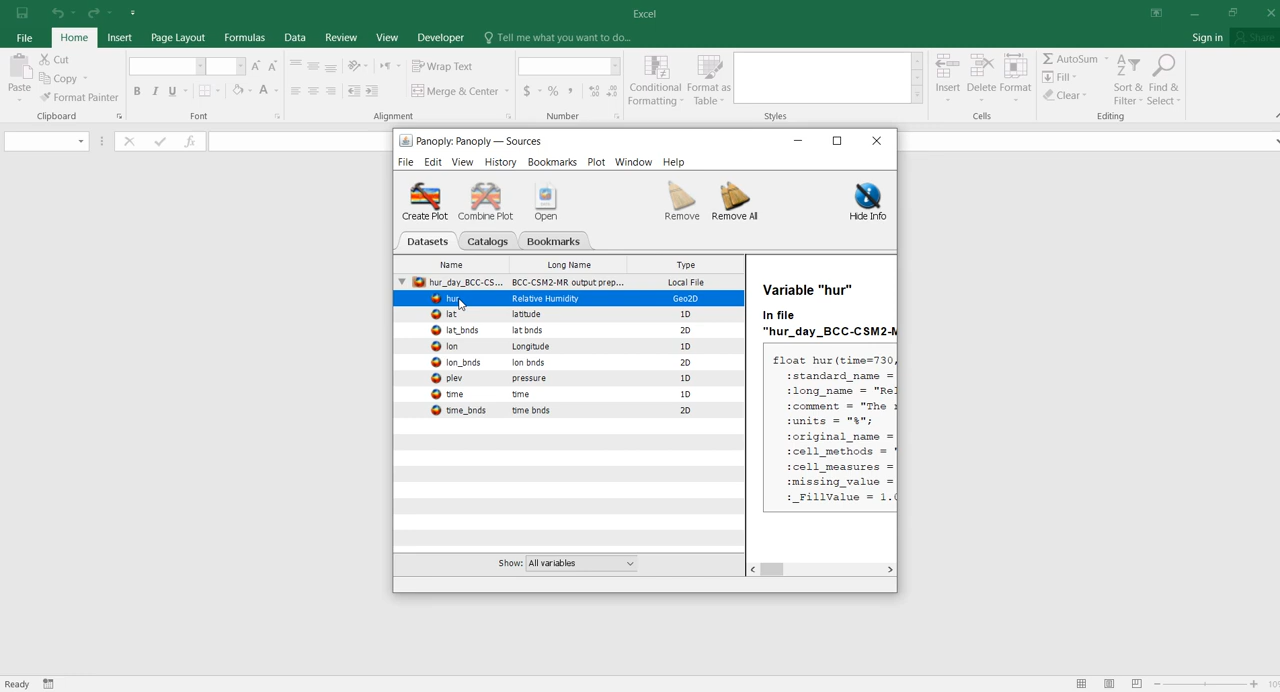 Excel
File Home Insert Page Layout Formulas Data Review View Developer Tell me what you want to do... Sign in Share
Paste Cut Copy Format Painter
Wrap Text Merge & Center
$ % ,
B I U A
Conditional Formatting Format as Table
Insert Delete Format
AutoSum Fill Clear
Sort & Filter Find & Select
Clipboard Font Alignment Number Styles Cells Editing
fx
Panoply: Panoply — Sources
File Edit View History Bookmarks Plot Window Help
Create Plot Combine Plot Open Remove Remove All Hide Info
Datasets Catalogs Bookmarks
Name Long Name Type
hur_day_BCC-CS... BCC-CSM2-MR output prep... Local File
hur Relative Humidity Geo2D
lat latitude 1D
lat_bnds lat bnds 2D
lon Longitude 1D
lon_bnds lon bnds 2D
plev pressure 1D
time time 1D
time_bnds time bnds 2D
Show: All variables
Variable "hur"
In file
"hur_day_BCC-CSM2-M
float hur(time=730,
:standard_name =
:long_name = "Rel
:comment = "The
:units = "%";
:original_name =
:cell_methods = "
:cell_measures =
:missing_value =
:_FillValue = 1.0
Ready